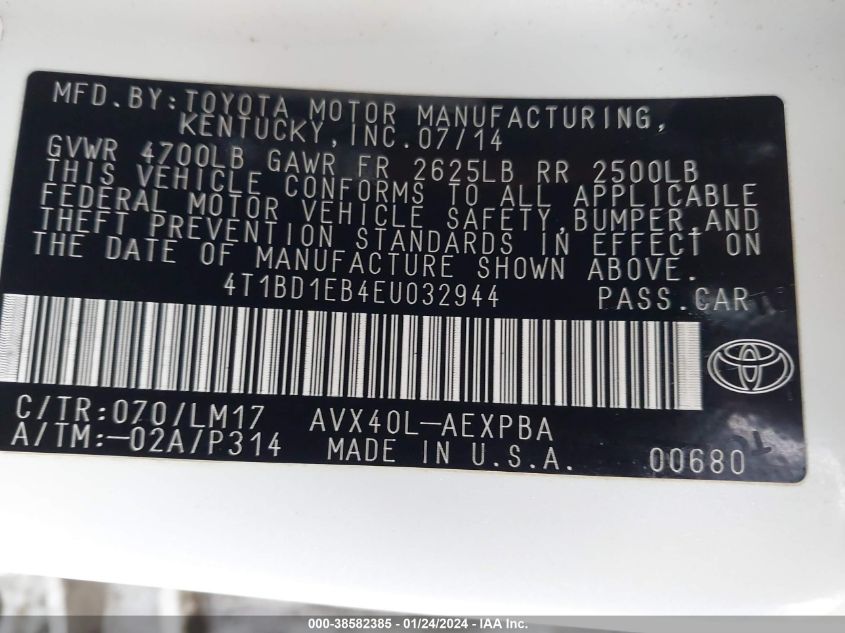 MFD.BY:TOYOTA MOTOR MANUFACTURING,
KENTUCKY,INC.07/14
GVWR 4700LB GAWR FR 2625LB RR 2500LB
THIS VEHICLE CONFORMS TO ALL APPLICABLE
FEDERAL MOTOR VEHICLE SAFETY,BUMPER,AND
THEFT PREVENTION STANDARDS IN EFFECT ON
THE DATE OF MANUFACTURE SHOWN ABOVE.
4T1BD1EB4EU032944 PASS.CAR
C/TR:070/LM17 AVX40L-AEXPBA
A/TM:-02A/P314 MADE IN U.S.A. 00680
000-38582385 - 01/24/2024 - IAA Inc.